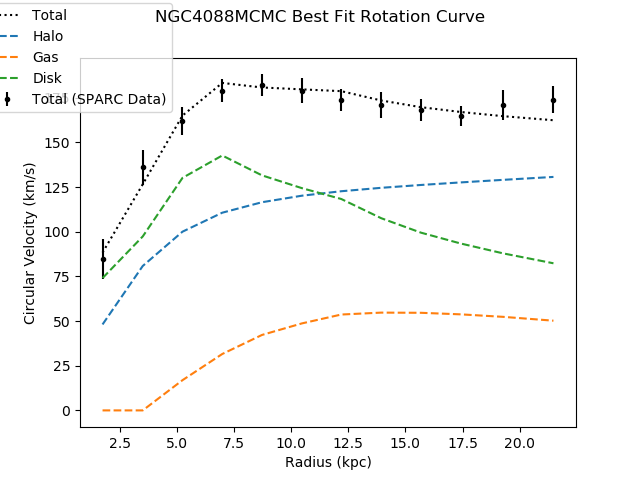 NGC4088MCMC Best Fit Rotation Curve
Total
Halo
Gas
Disk
Total (SPARC Data)
175
150
125
100
75
50
25
0
Circular Velocity (km/s)
2.5 5.0 7.5 10.0 12.5 15.0 17.5 20.0
Radius (kpc)